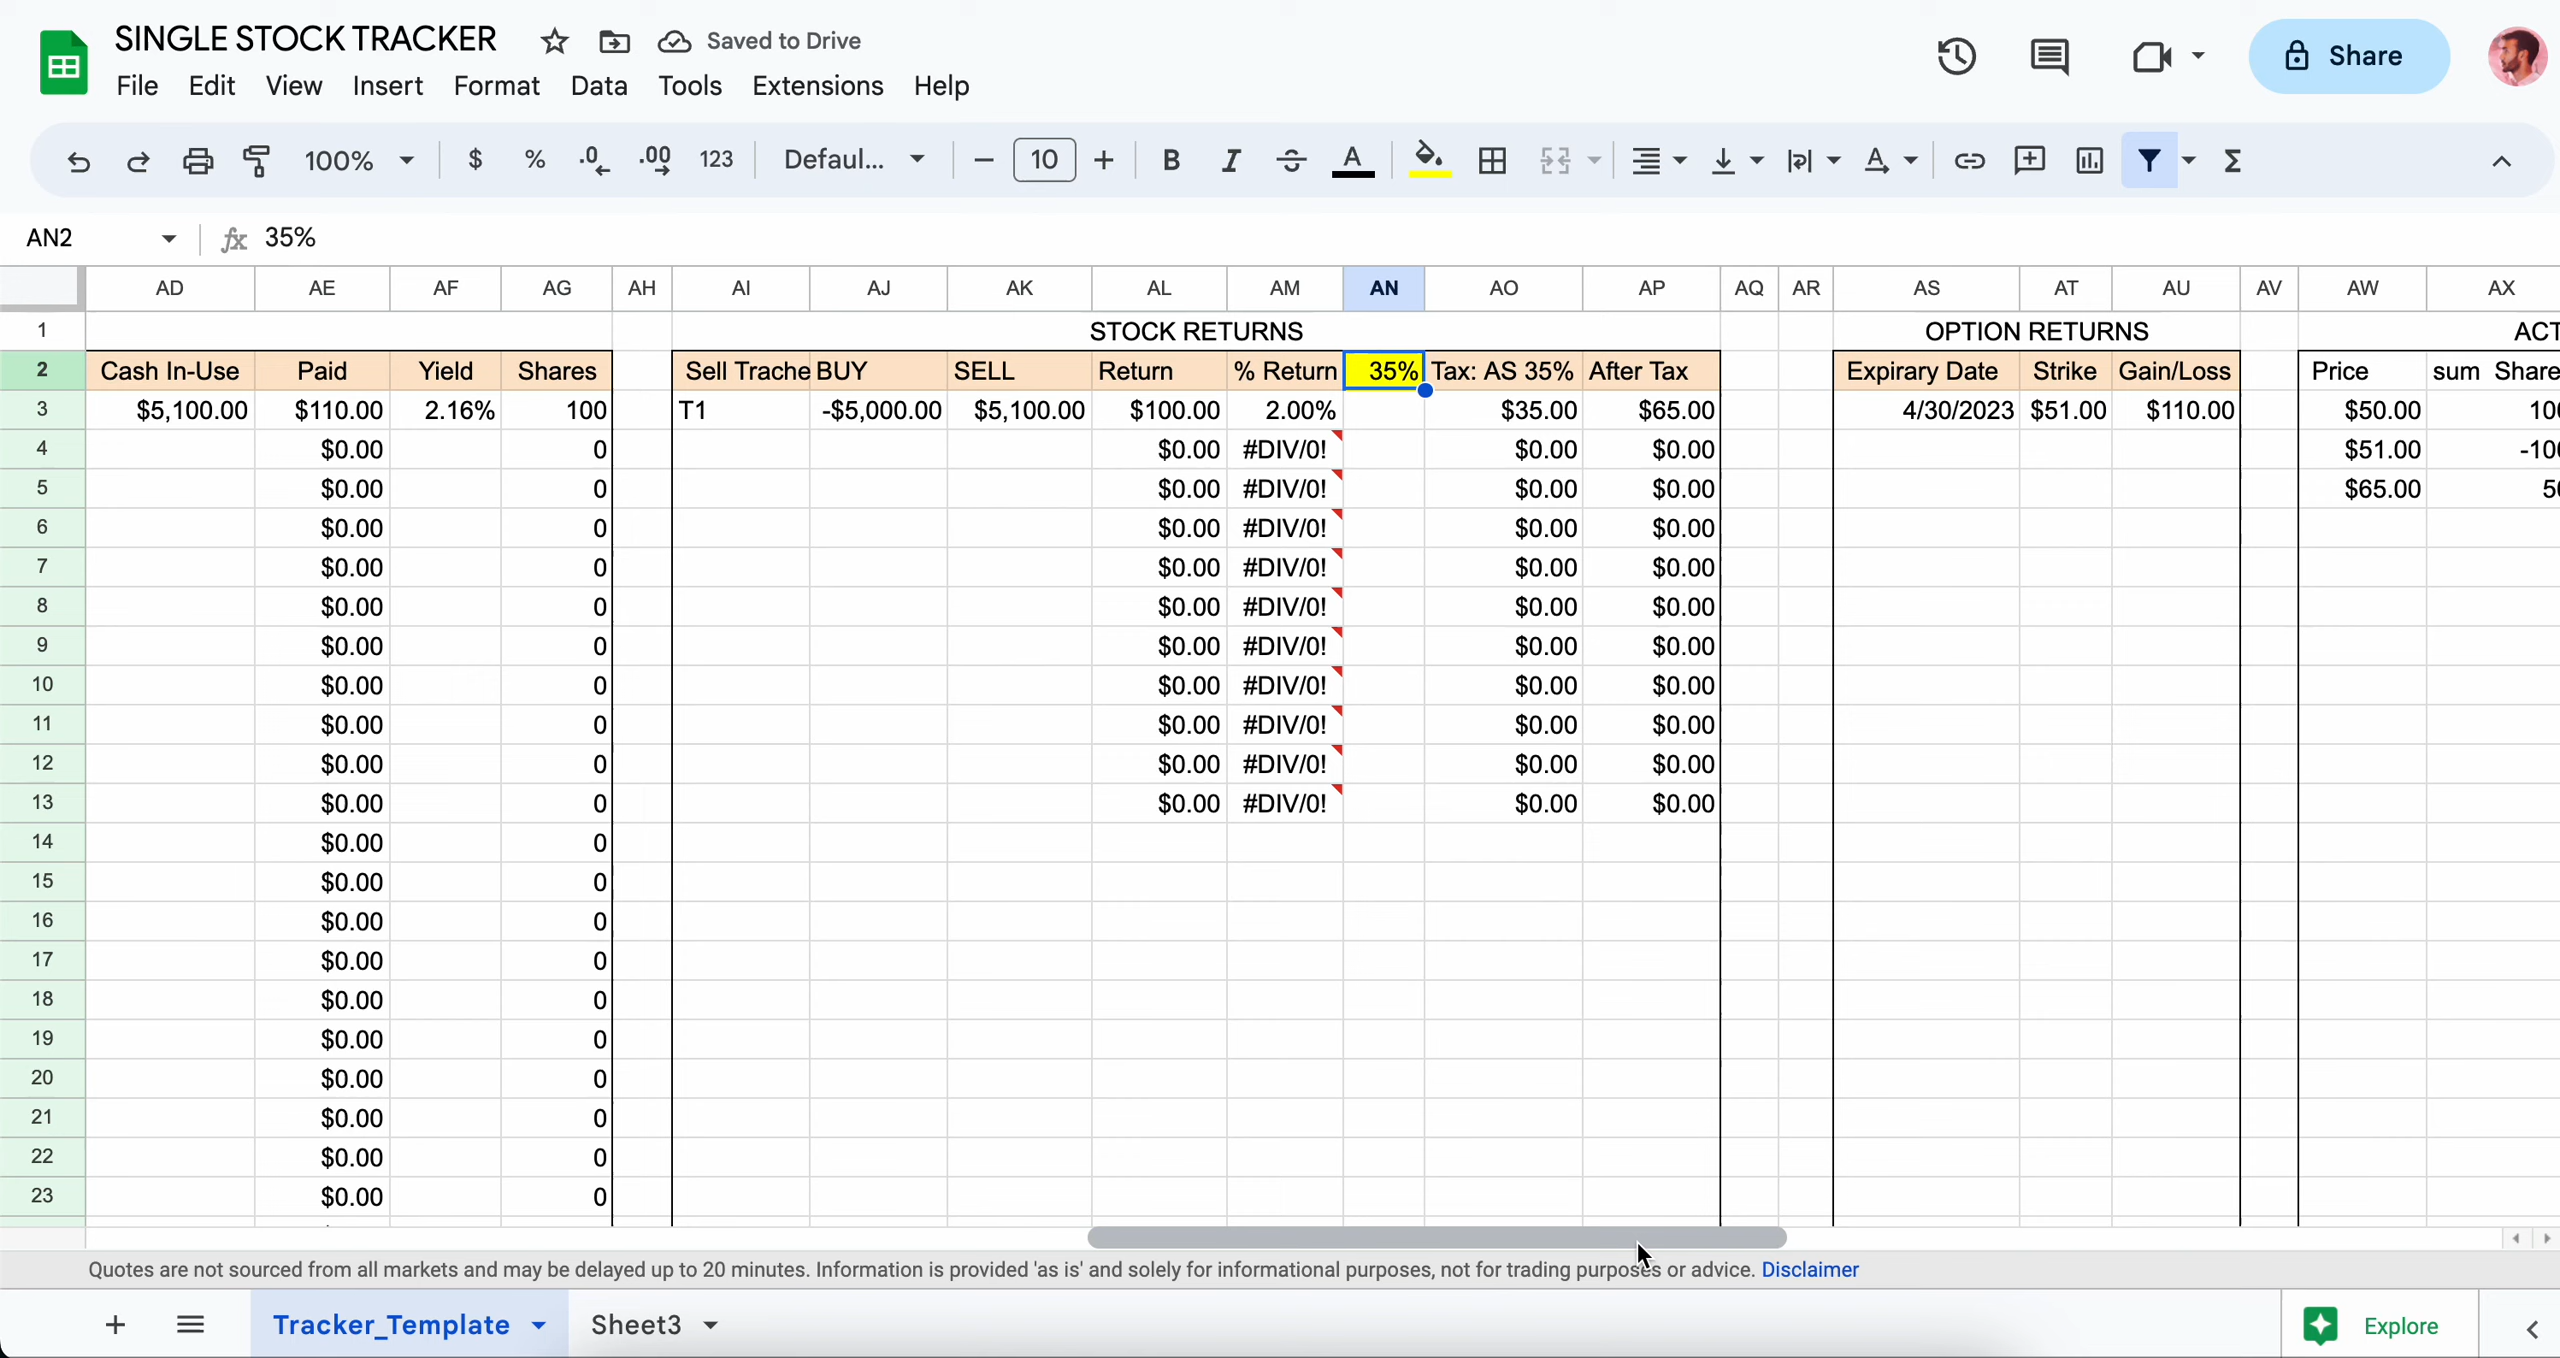 SINGLE STOCK TRACKER Saved to Drive
File Edit View Insert Format Data Tools Extensions Help
Share
100% $ % .0 .00 123 Defaul... 10 B I A Σ
AN2 fx 35%
AD AE AF AG AH AI AJ AK AL AM AN AO AP AQ AR AS AT AU AV AW AX
1 STOCK RETURNS OPTION RETURNS ACT
2 Cash In-Use Paid Yield Shares Sell Trache BUY SELL Return % Return 35% Tax: AS 35% After Tax Expirary Date Strike Gain/Loss Price sum Share
3 $5,100.00 $110.00 2.16% 100 T1 -$5,000.00 $5,100.00 $100.00 2.00% $35.00 $65.00 4/30/2023 $51.00 $110.00 $50.00 10
4 $0.00 0 $0.00 #DIV/0! $0.00 $0.00 $51.00 -10
5 $0.00 0 $0.00 #DIV/0! $0.00 $0.00 $65.00 5
6 $0.00 0 $0.00 #DIV/0! $0.00 $0.00
7 $0.00 0 $0.00 #DIV/0! $0.00 $0.00
8 $0.00 0 $0.00 #DIV/0! $0.00 $0.00
9 $0.00 0 $0.00 #DIV/0! $0.00 $0.00
10 $0.00 0 $0.00 #DIV/0! $0.00 $0.00
11 $0.00 0 $0.00 #DIV/0! $0.00 $0.00
12 $0.00 0 $0.00 #DIV/0! $0.00 $0.00
13 $0.00 0 $0.00 #DIV/0! $0.00 $0.00
14 $0.00 0
15 $0.00 0
16 $0.00 0
17 $0.00 0
18 $0.00 0
19 $0.00 0
20 $0.00 0
21 $0.00 0
22 $0.00 0
23 $0.00 0
Quotes are not sourced from all markets and may be delayed up to 20 minutes. Information is provided 'as is' and solely for informational purposes, not for trading purposes or advice. Disclaimer
Tracker_Template Sheet3 Explore